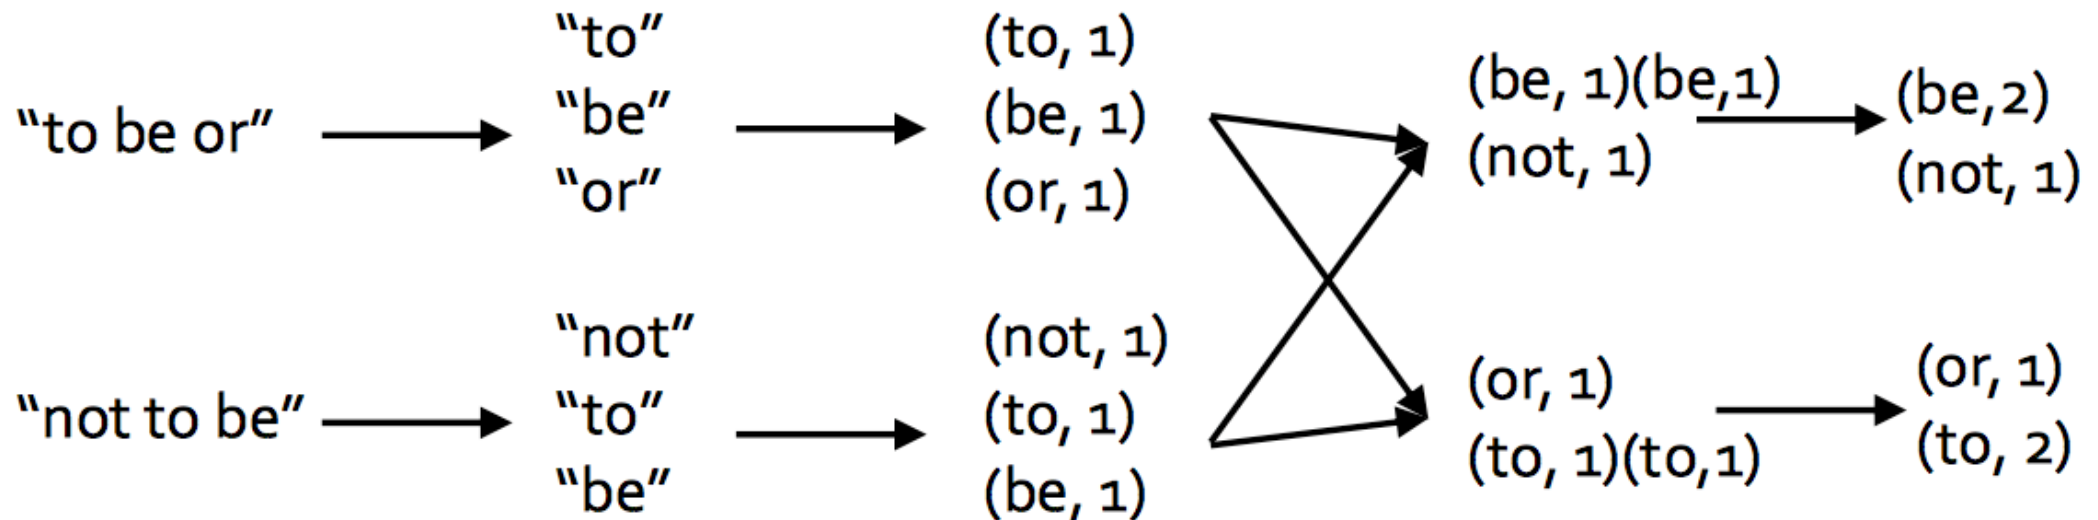 “to be or”
“to”
“be”
“or”
(to, 1)
(be, 1)
(or, 1)
(be, 1)(be,1)
(not, 1)
(be,2)
(not, 1)
“not to be”
“not”
“to”
“be”
(not, 1)
(to, 1)
(be, 1)
(or, 1)
(to, 1)(to,1)
(or, 1)
(to, 2)